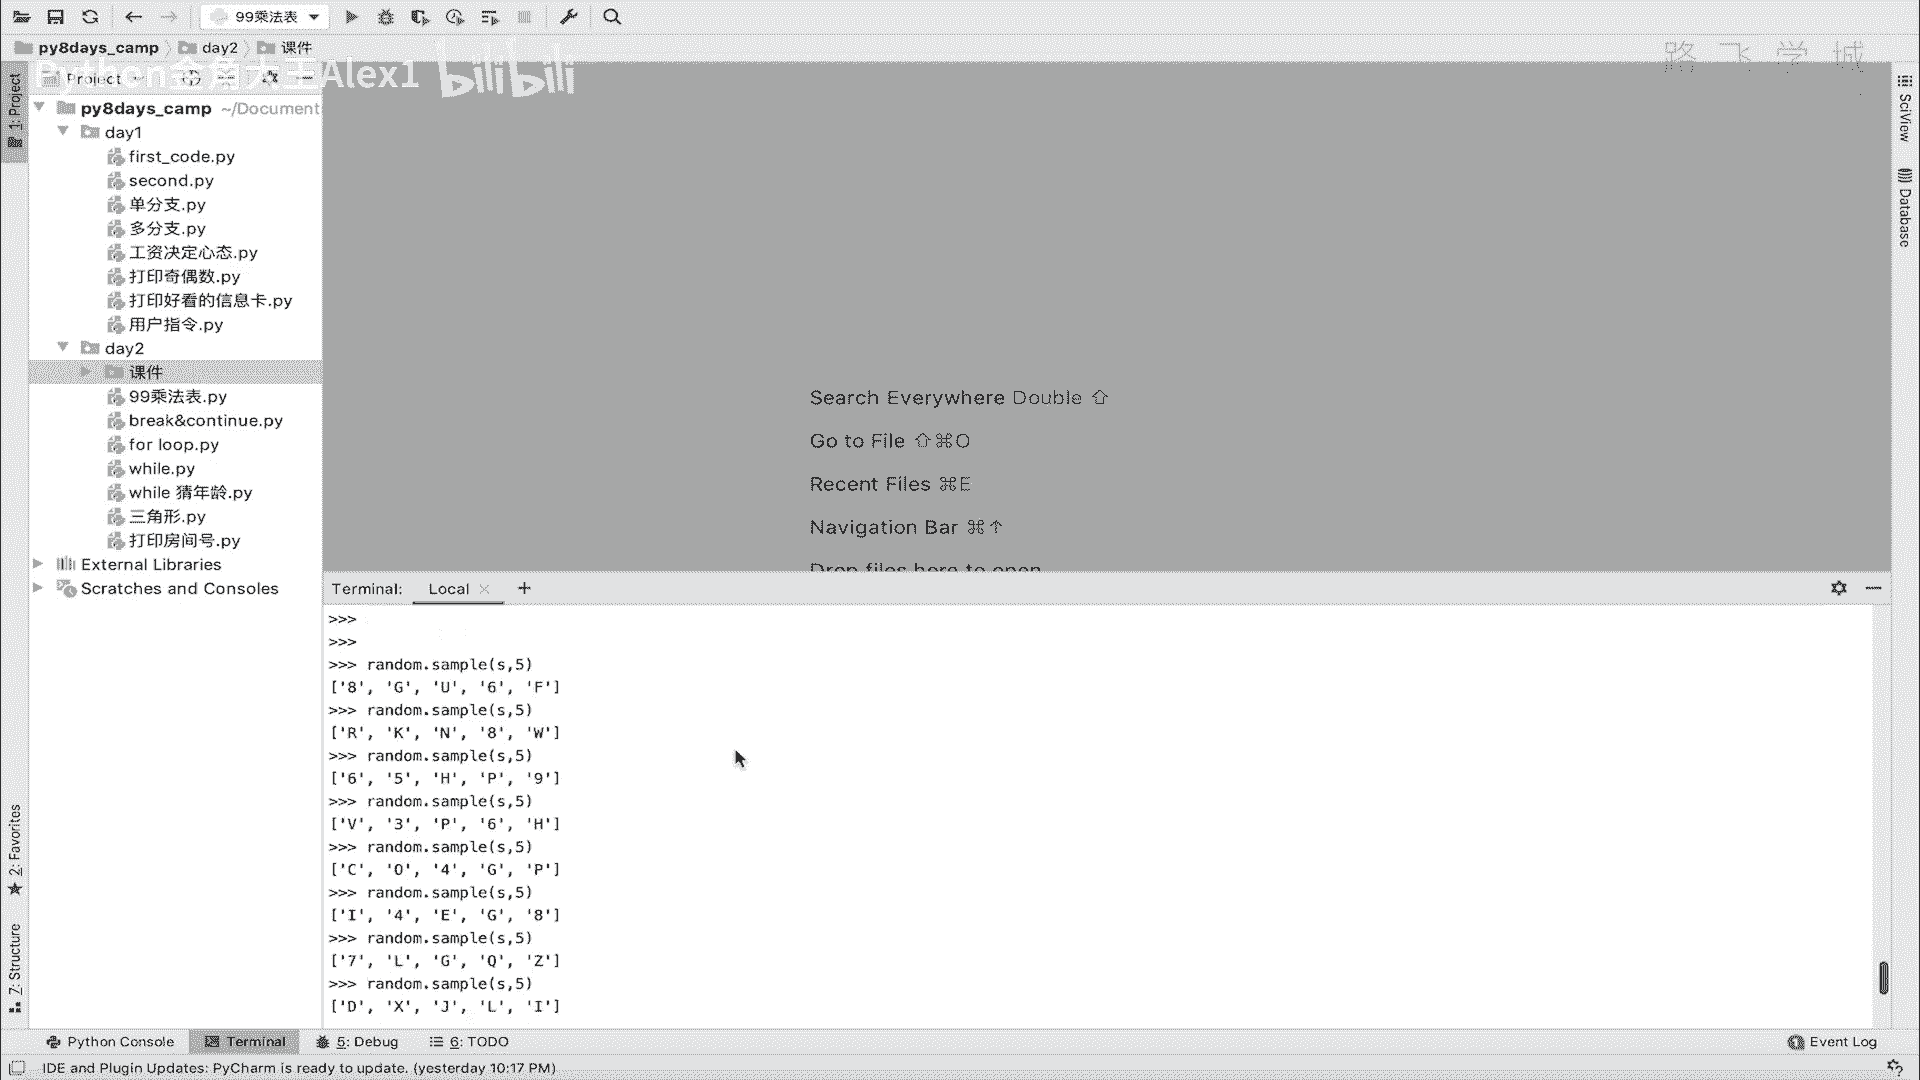 99乘法表
py8days_camp
day2
课件
路飞学城
Python金角大王Alex1
bilibili
Project
1: Project
py8days_camp ~/Document
day1
first_code.py
second.py
单分支.py
多分支.py
工资决定心态.py
打印奇偶数.py
打印好看的信息卡.py
用户指令.py
day2
课件
99乘法表.py
break&continue.py
for loop.py
while.py
while 猜年龄.py
三角形.py
打印房间号.py
External Libraries
Scratches and Consoles
2: Favorites
7: Structure
Search Everywhere Double ⇧
Go to File ⇧⌘O
Recent Files ⌘E
Navigation Bar ⌘↑
Drop files here to open
SciView
Database
Terminal: Local +
>>>
>>>
>>> random.sample(s,5)
['8', 'G', 'U', '6', 'F']
>>> random.sample(s,5)
['R', 'K', 'N', '8', 'W']
>>> random.sample(s,5)
['6', '5', 'H', 'P', '9']
>>> random.sample(s,5)
['V', '3', 'P', '6', 'H']
>>> random.sample(s,5)
['C', 'O', '4', 'G', 'P']
>>> random.sample(s,5)
['I', '4', 'E', 'G', '8']
>>> random.sample(s,5)
['7', 'L', 'G', 'Q', 'Z']
>>> random.sample(s,5)
['D', 'X', 'J', 'L', 'I']
Python Console
Terminal
5: Debug
6: TODO
Event Log
IDE and Plugin Updates: PyCharm is ready to update. (yesterday 10:17 PM)